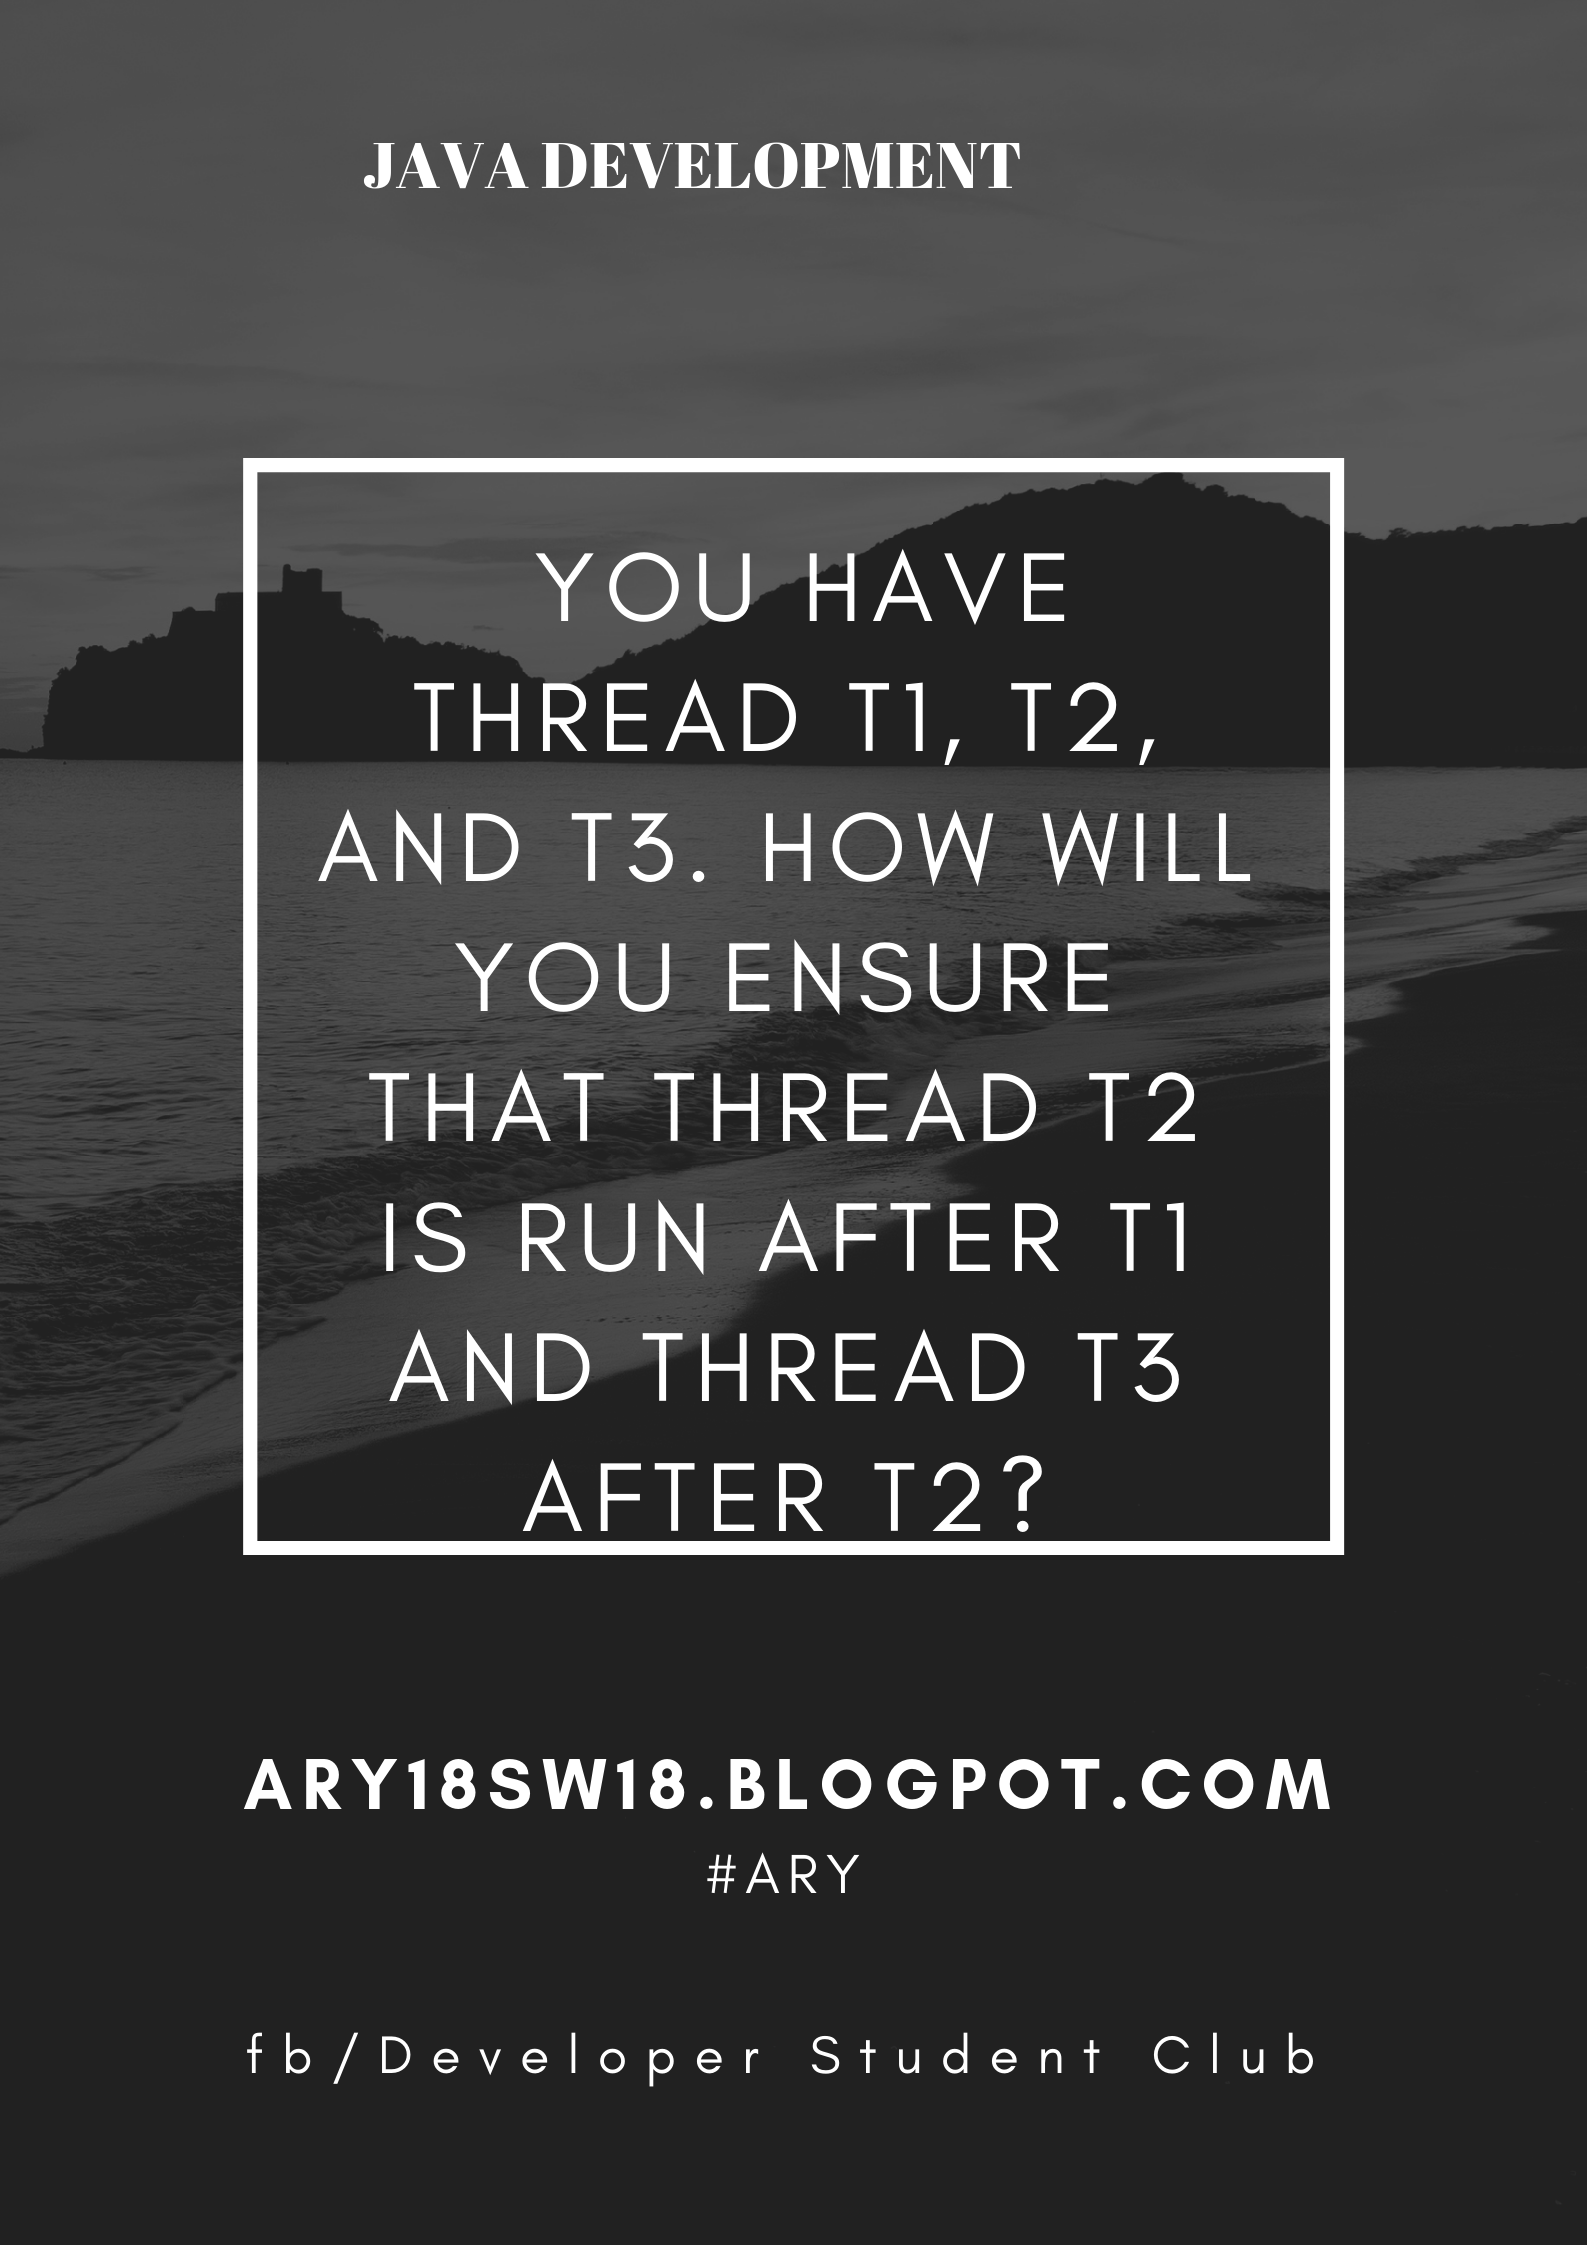 JAVA DEVELOPMENT
YOU HAVE
THREAD T1, T2,
AND T3. HOW WILL
YOU ENSURE
THAT THREAD T2
IS RUN AFTER T1
AND THREAD T3
AFTER T2?
ARY18SW18.BLOGPOT.COM
#ARY
fb/Developer Student Club